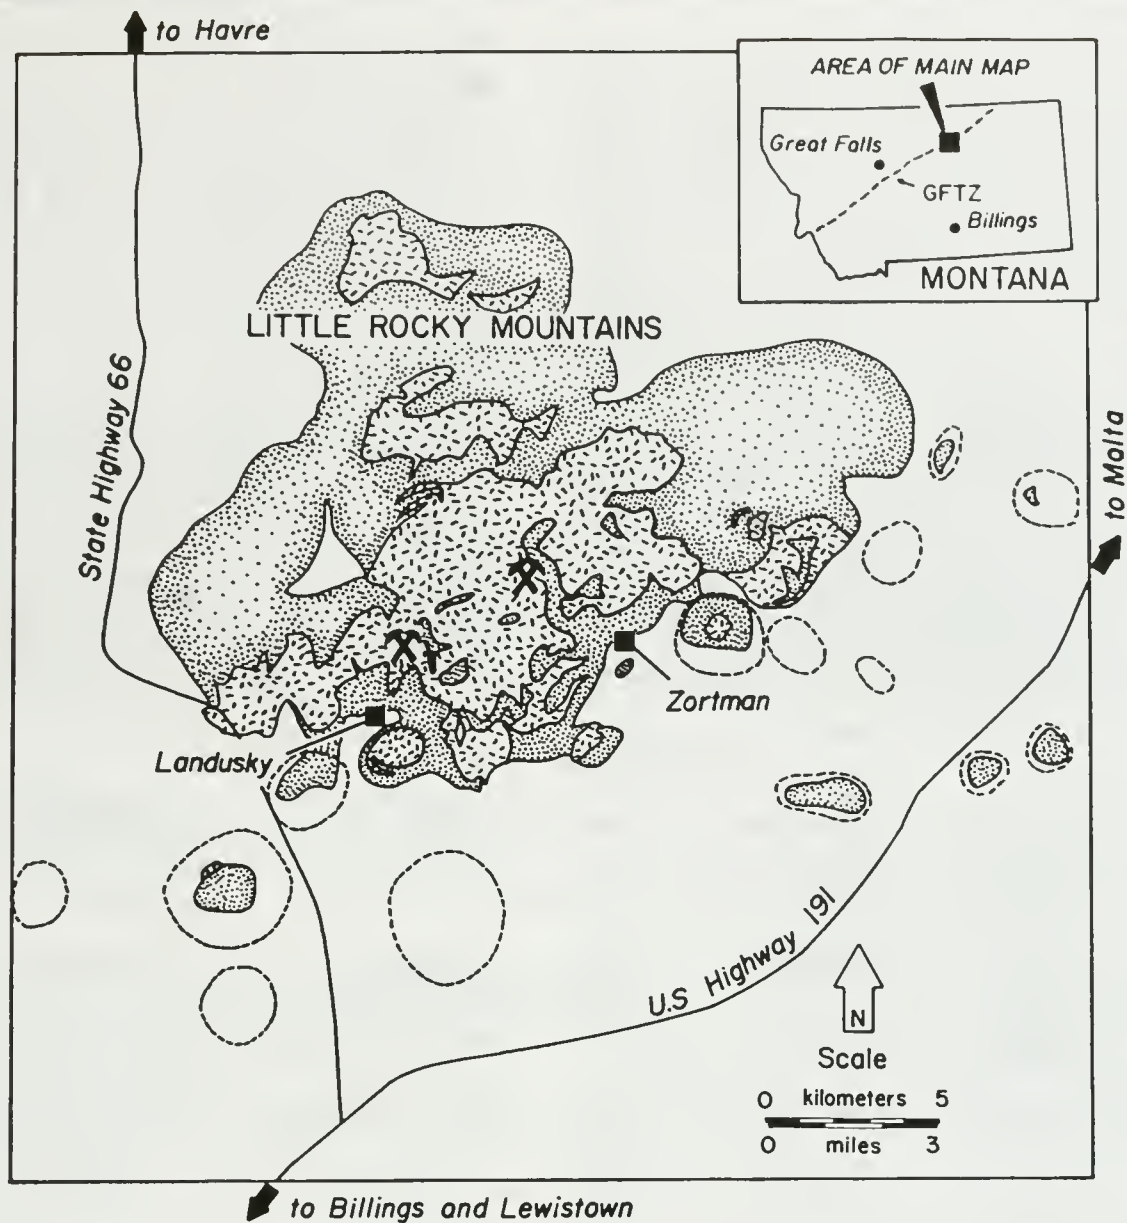 to Havre
AREA OF MAIN MAP
Great Falls
GFTZ
Billings
MONTANA
LITTLE ROCKY MOUNTAINS
State Highway 66
to Malta
Zortman
Landusky
U.S Highway 191
N
Scale
0 kilometers 5
0 miles 3
to Billings and Lewistown